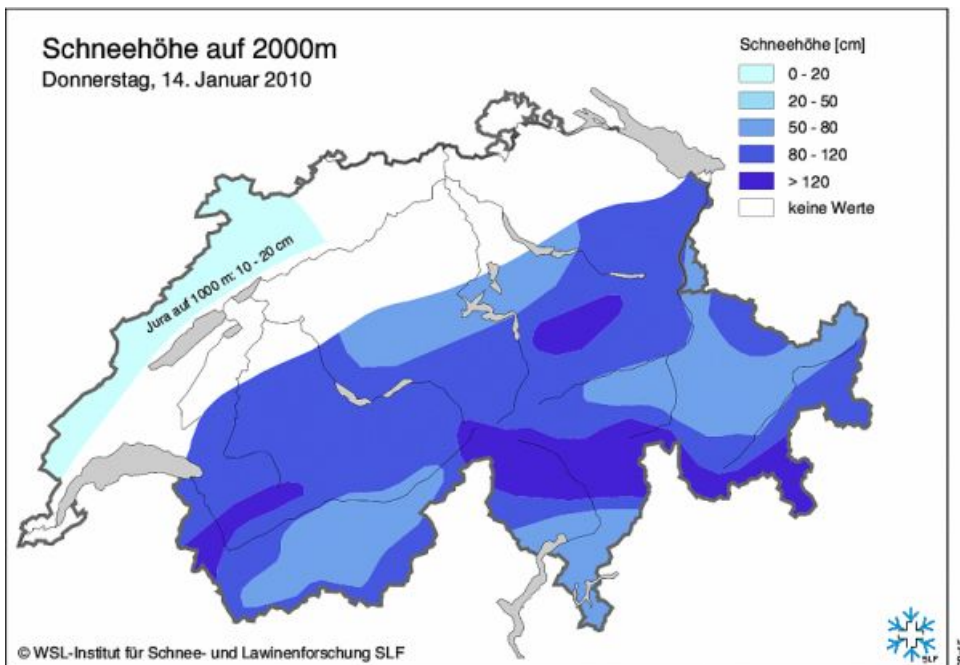 Schneehöhe auf 2000m
Donnerstag, 14. Januar 2010
Schneehöhe [cm]
0 - 20
20 - 50
50 - 80
80 - 120
> 120
keine Werte
Jura auf 1000 m: 10 - 20 cm
© WSL-Institut für Schnee- und Lawinenforschung SLF
SLF